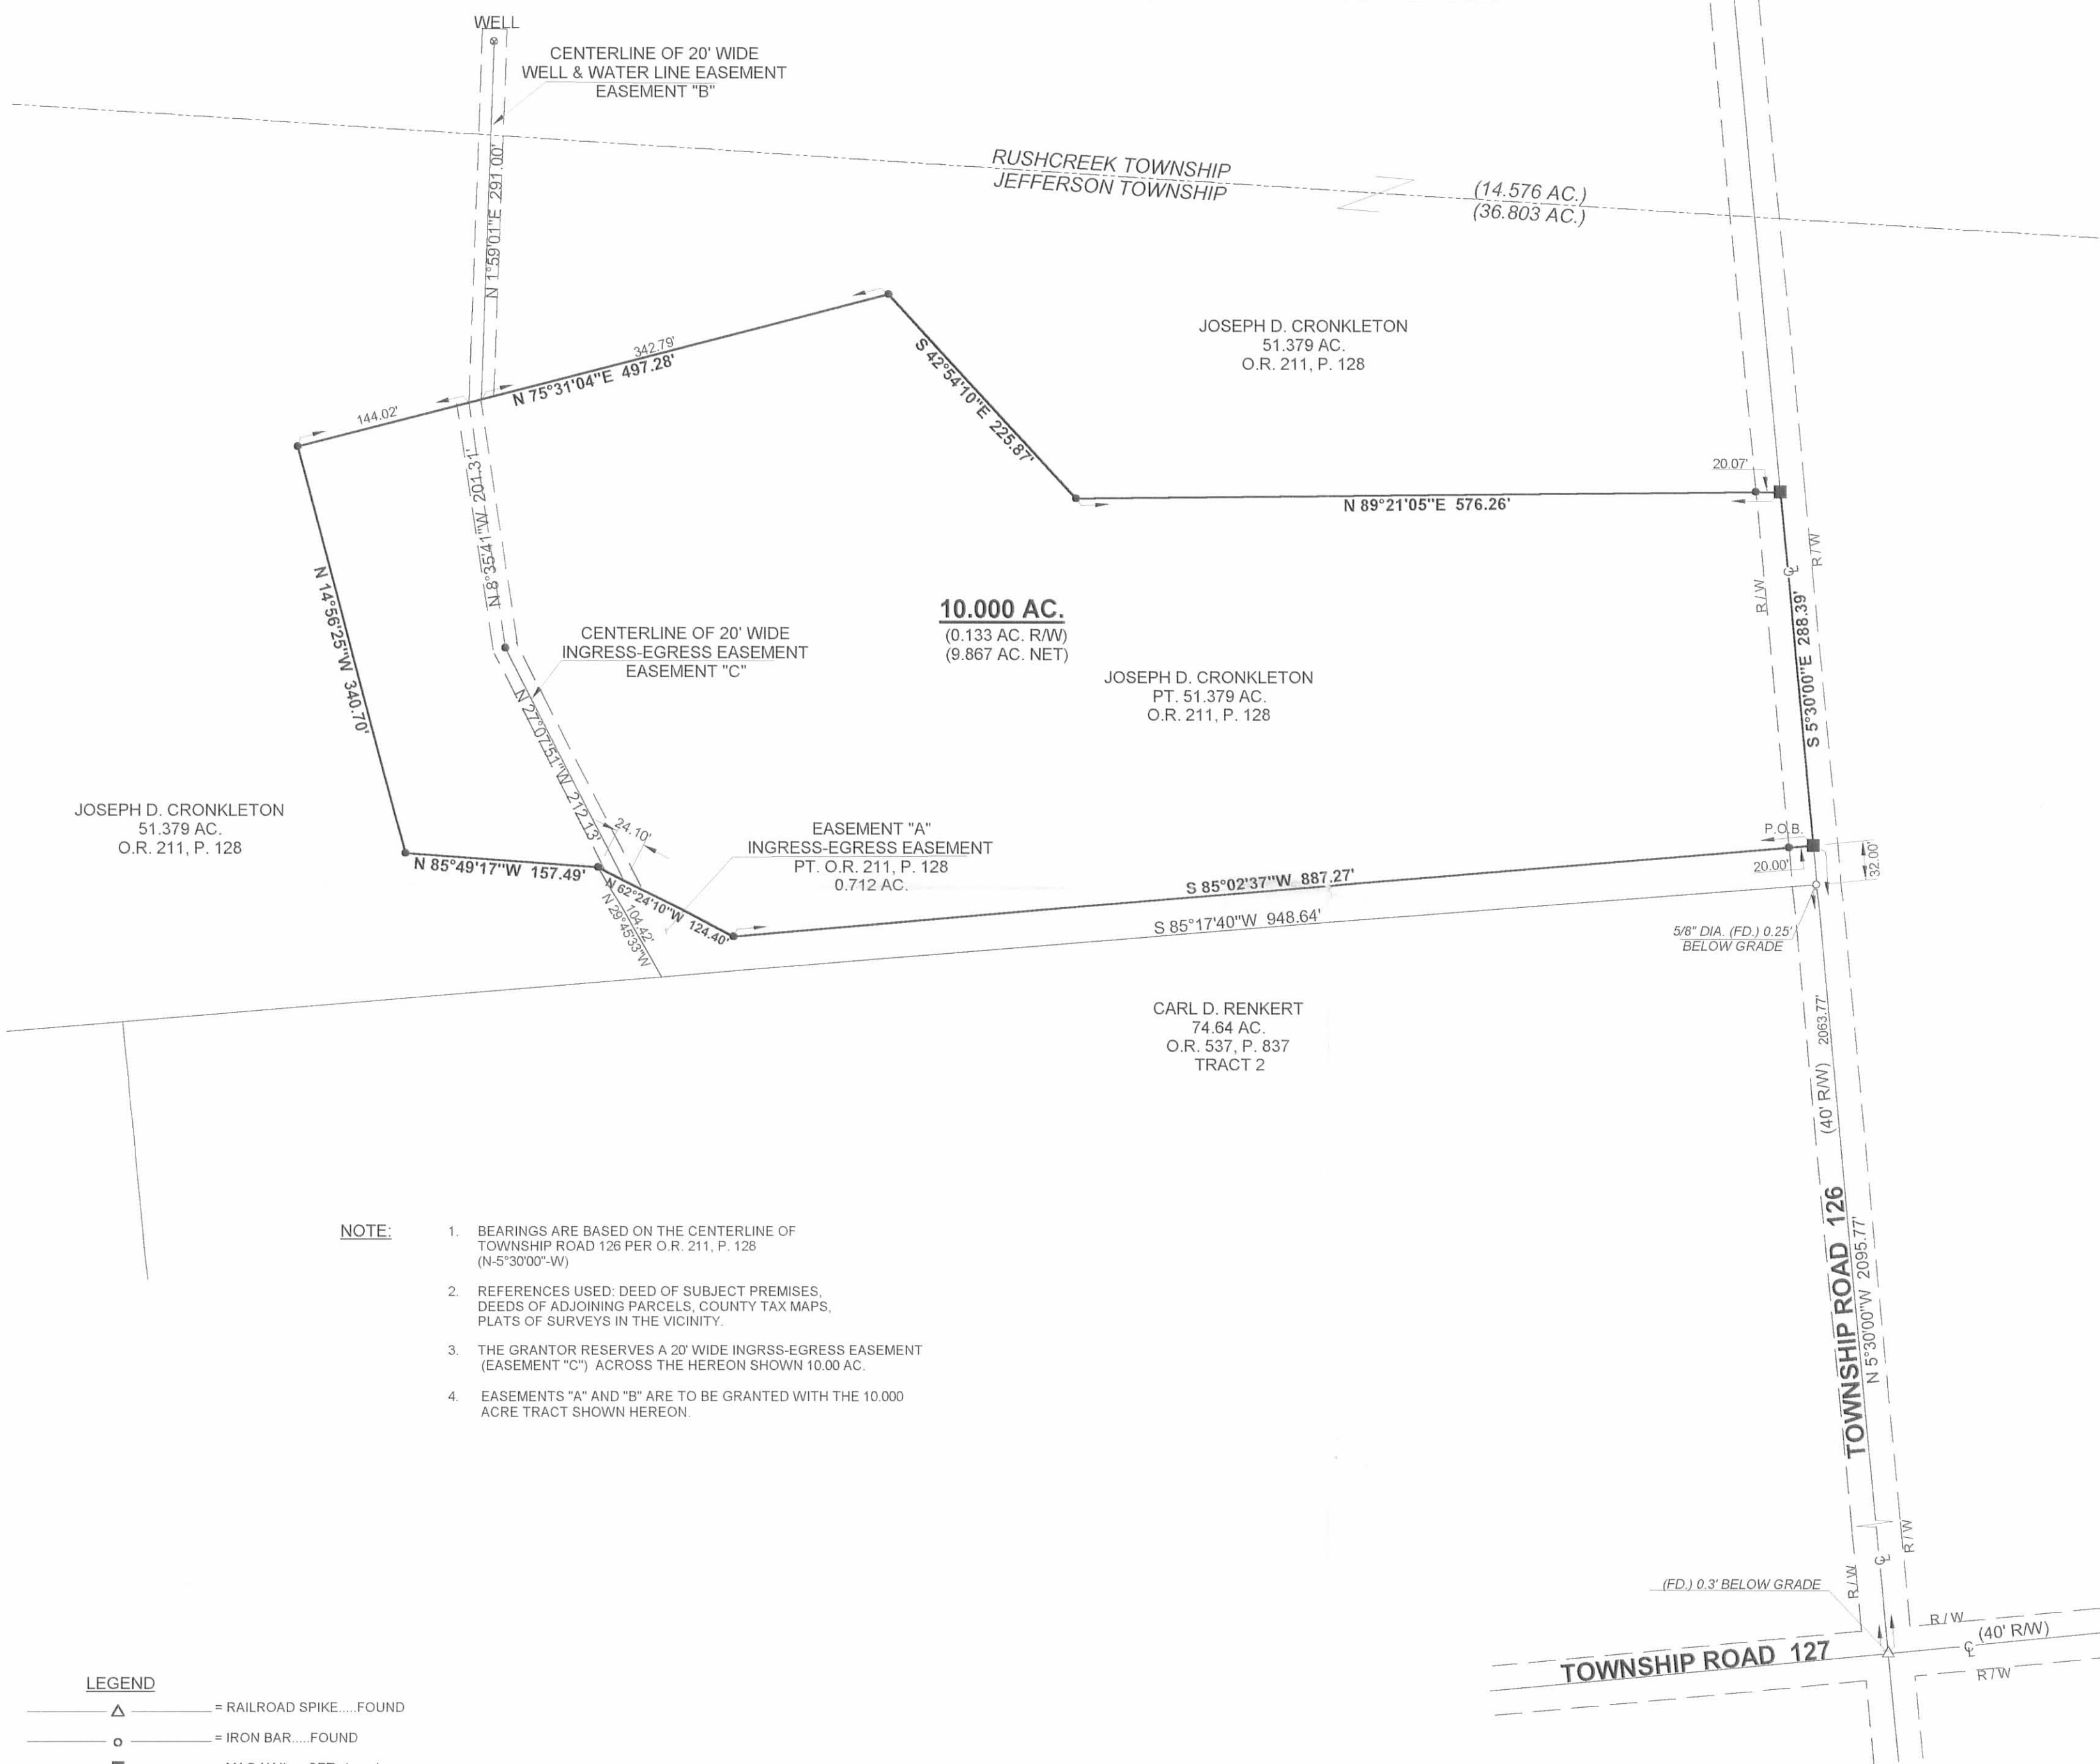 WELL
CENTERLINE OF 20' WIDE
WELL & WATER LINE EASEMENT
EASEMENT "B"
N 1°59'01"E 291.00'
RUSHCREEK TOWNSHIP
JEFFERSON TOWNSHIP
(14.576 AC.)
(36.803 AC.)
JOSEPH D. CRONKLETON
51.379 AC.
O.R. 211, P. 128
342.79'
N 75°31'04"E 497.28'
144.02'
S 42°54'10"E 225.87'
20.07'
N 89°21'05"E 576.26'
N 8°35'41"W 201.31'
R/W
R/W
℄
S 5°30'00"E 288.39'
N 14°56'25"W 340.70'
10.000 AC.
(0.133 AC. R/W)
(9.867 AC. NET)
CENTERLINE OF 20' WIDE
INGRESS-EGRESS EASEMENT
EASEMENT "C"
JOSEPH D. CRONKLETON
PT. 51.379 AC.
O.R. 211, P. 128
N 27°07'51"W 212.13'
24.10'
JOSEPH D. CRONKLETON
51.379 AC.
O.R. 211, P. 128
EASEMENT "A"
INGRESS-EGRESS EASEMENT
PT. O.R. 211, P. 128
0.712 AC.
P.O.B.
20.00'
32.00'
N 85°49'17"W 157.49'
N 62°24'10"W 124.40'
104.42'
N 29°45'33"W
S 85°02'37"W 887.27'
S 85°17'40"W 948.64'
5/8" DIA. (FD.) 0.25'
BELOW GRADE
CARL D. RENKERT
74.64 AC.
O.R. 537, P. 837
TRACT 2
(40' R/W) 2063.77'
TOWNSHIP ROAD 126
N 5°30'00"W 2095.77'
NOTE:
1. BEARINGS ARE BASED ON THE CENTERLINE OF
TOWNSHIP ROAD 126 PER O.R. 211, P. 128
(N-5°30'00"-W)
2. REFERENCES USED: DEED OF SUBJECT PREMISES,
DEEDS OF ADJOINING PARCELS, COUNTY TAX MAPS,
PLATS OF SURVEYS IN THE VICINITY.
3. THE GRANTOR RESERVES A 20' WIDE INGRSS-EGRESS EASEMENT
(EASEMENT "C") ACROSS THE HEREON SHOWN 10.00 AC.
4. EASEMENTS "A" AND "B" ARE TO BE GRANTED WITH THE 10.000
ACRE TRACT SHOWN HEREON.
R/W
℄
R/W
(FD.) 0.3' BELOW GRADE
R/W
℄
(40' R/W)
R/W
TOWNSHIP ROAD 127
LEGEND
= RAILROAD SPIKE.....FOUND
= IRON BAR.....FOUND